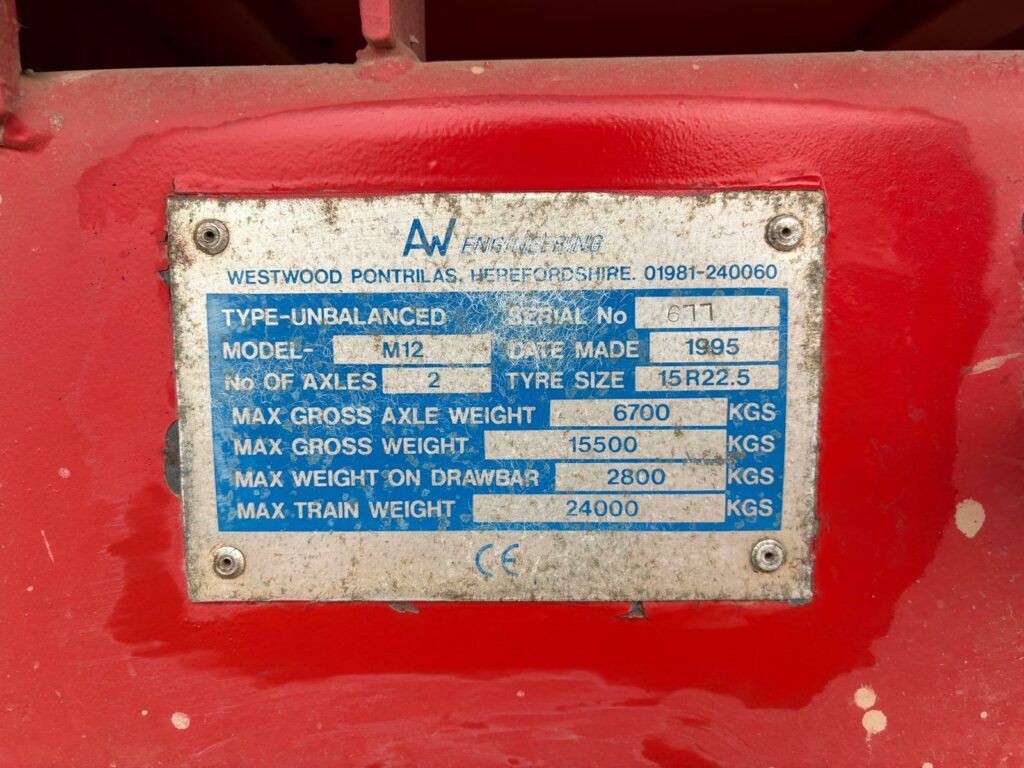 AW ENGINEERING
WESTWOOD PONTRILAS, HEREFORDSHIRE. 01981-240060
TYPE-UNBALANCED SERIAL No 677
MODEL- M12 DATE MADE 1995
No OF AXLES 2 TYRE SIZE 15R22.5
MAX GROSS AXLE WEIGHT 6700 KGS
MAX GROSS WEIGHT 15500 KGS
MAX WEIGHT ON DRAWBAR 2800 KGS
MAX TRAIN WEIGHT 24000 KGS
CE